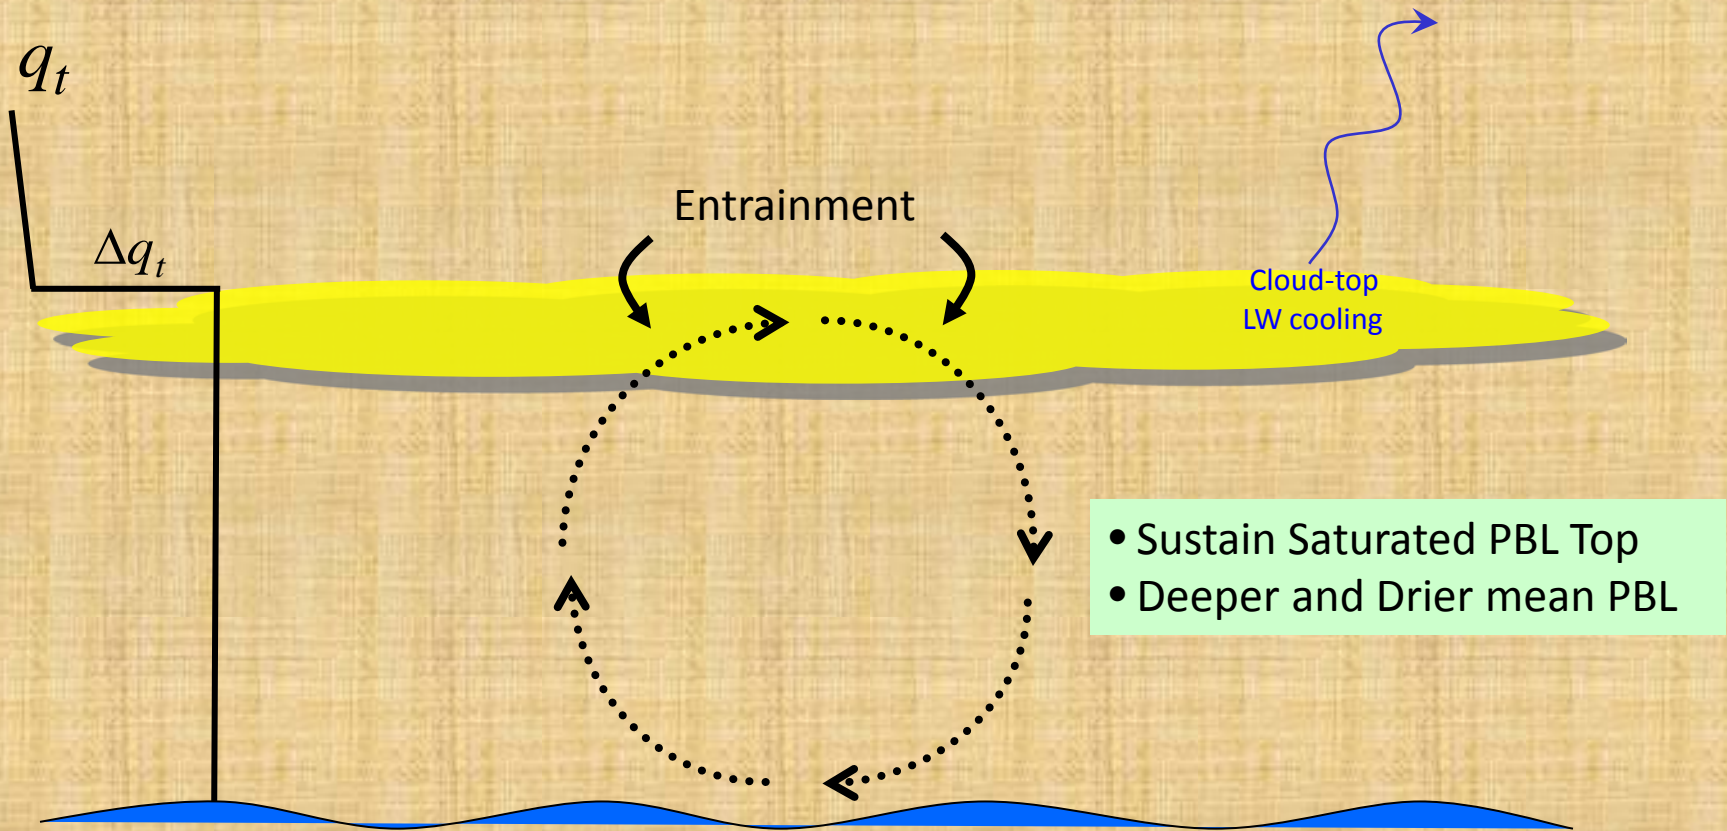 q_t
Entrainment
Δq_t
Cloud-top
LW cooling
• Sustain Saturated PBL Top
• Deeper and Drier mean PBL